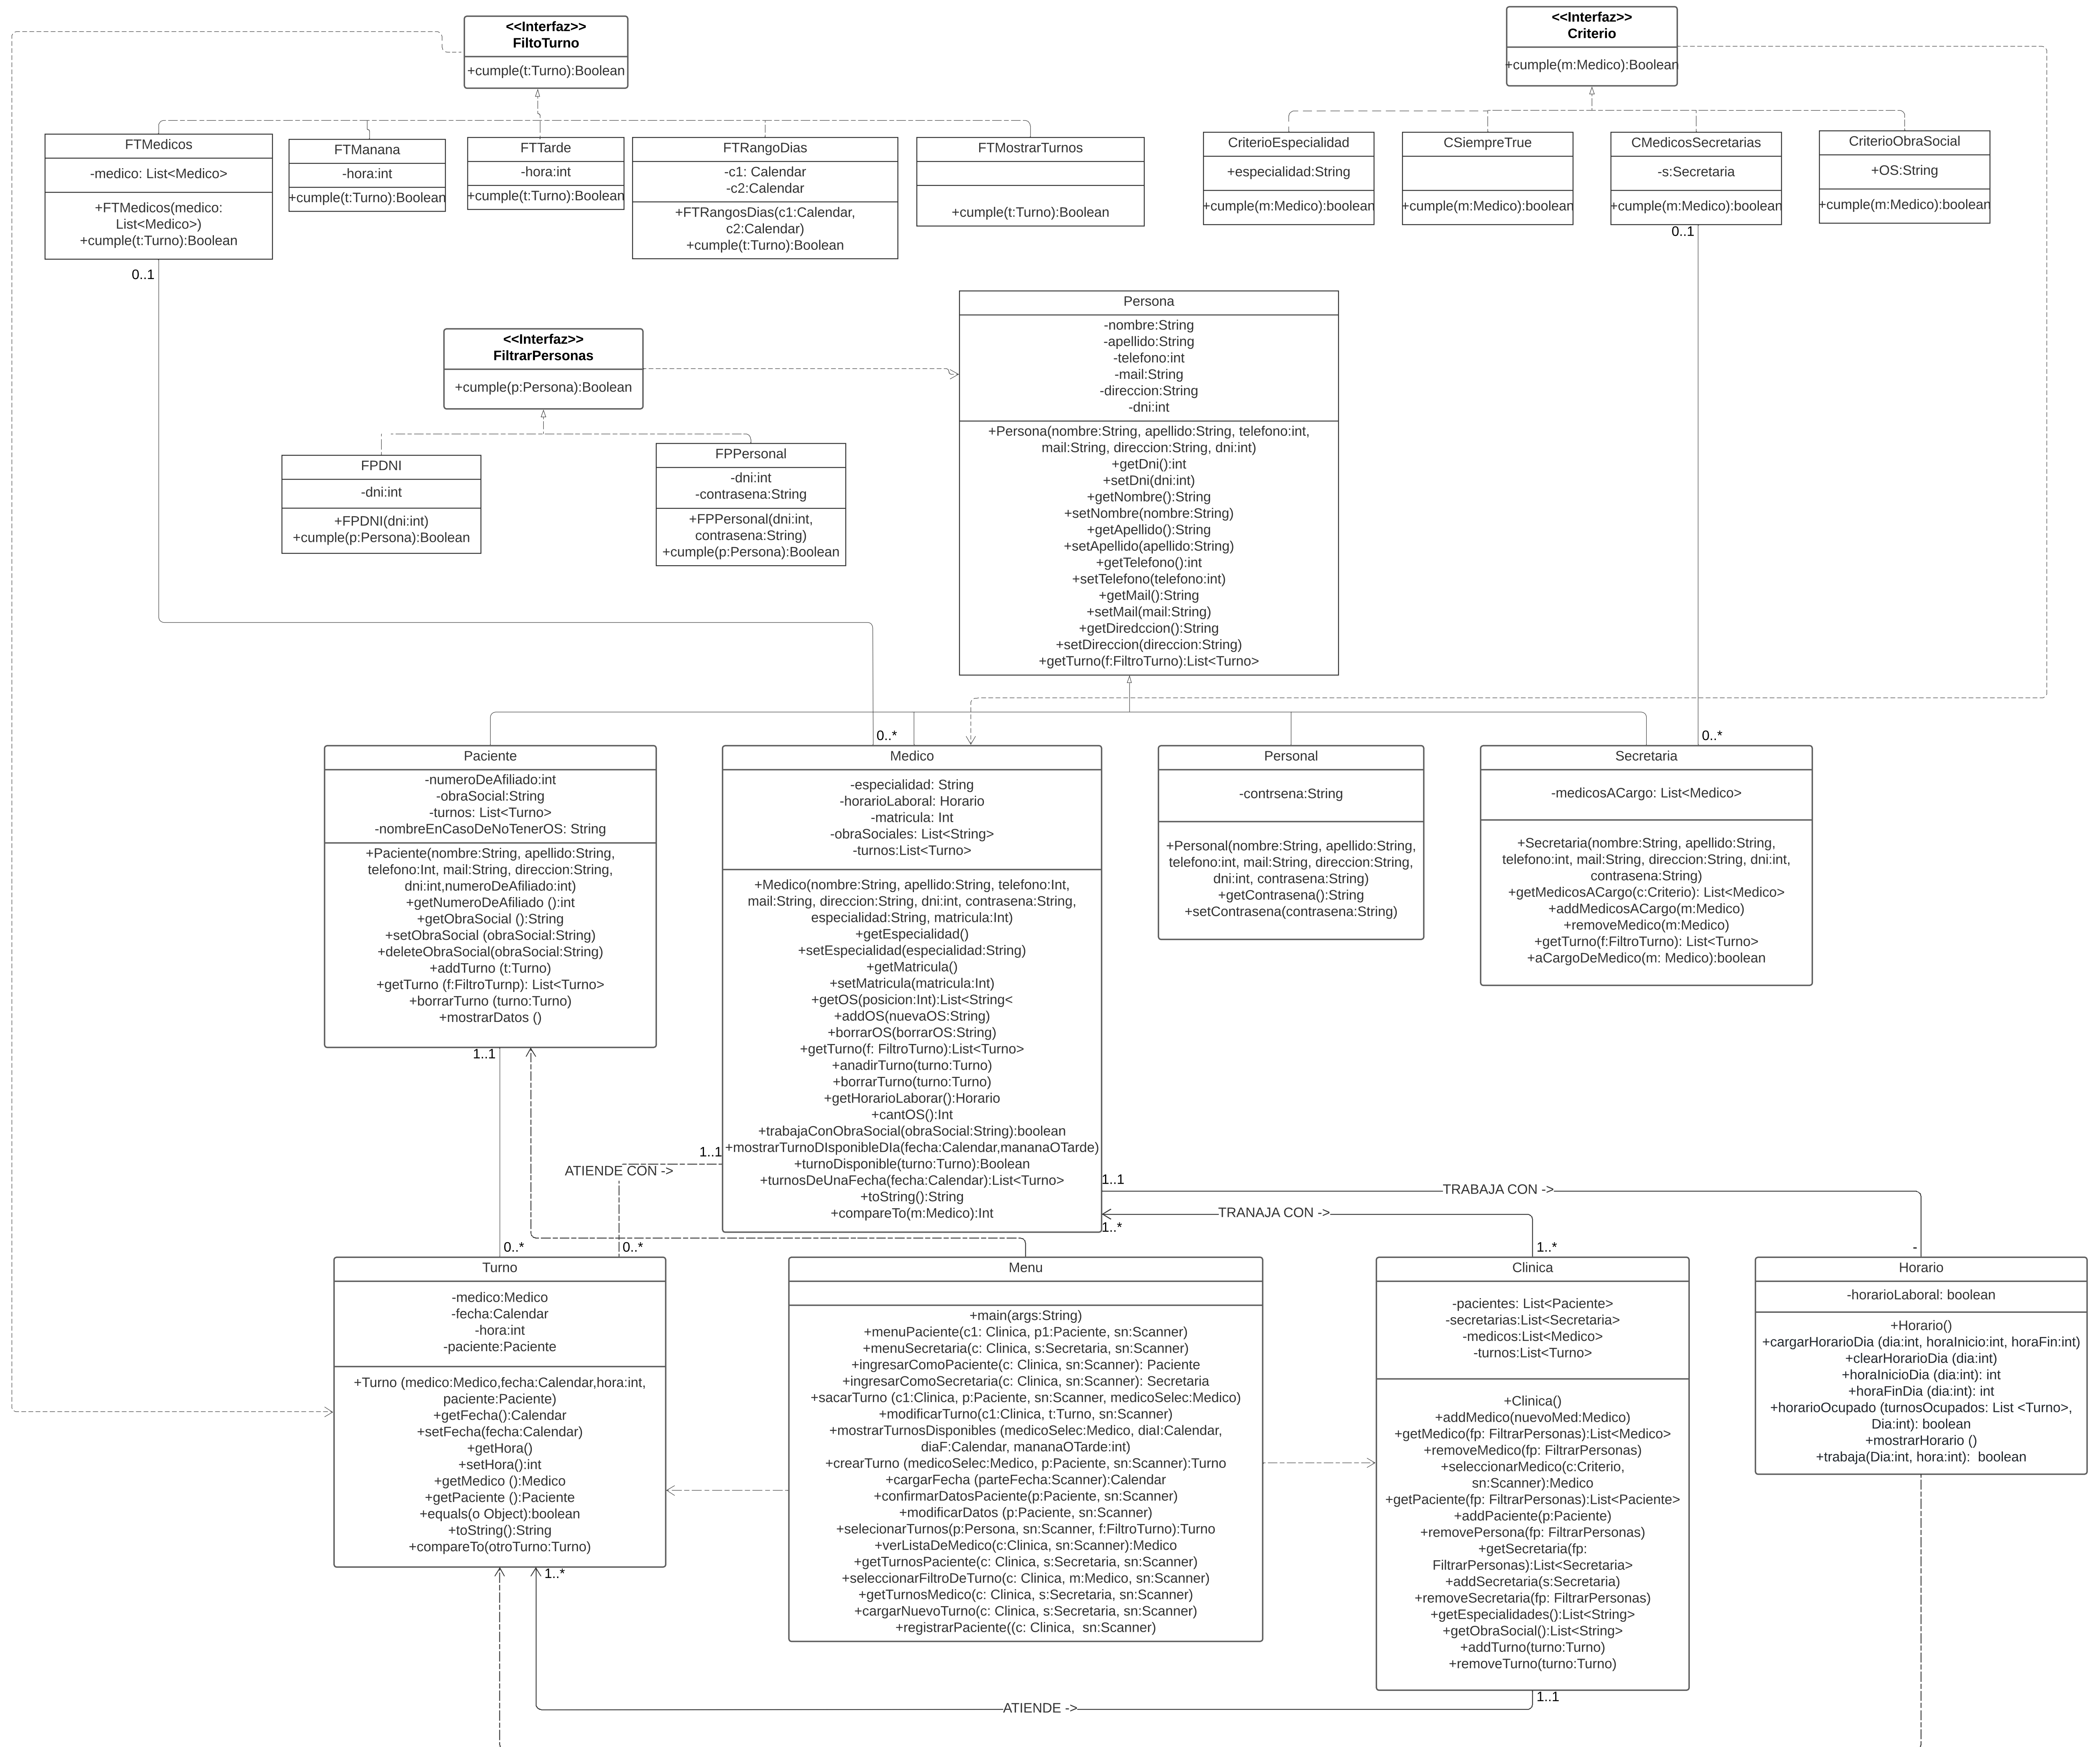 <<Interfaz>>
FiltoTurno
+cumple(t:Turno):Boolean
<<Interfaz>>
Criterio
+cumple(m:Medico):Boolean
FTMedicos
-medico: List<Medico>
+FTMedicos(medico:
List<Medico>)
+cumple(t:Turno):Boolean
0..1
FTManana
-hora:int
+cumple(t:Turno):Boolean
FTTarde
-hora:int
+cumple(t:Turno):Boolean
FTRangoDias
-c1: Calendar
-c2:Calendar
+FTRangosDias(c1:Calendar,
c2:Calendar)
+cumple(t:Turno):Boolean
FTMostrarTurnos
+cumple(t:Turno):Boolean
CriterioEspecialidad
+especialidad:String
+cumple(m:Medico):boolean
CSiempreTrue
+cumple(m:Medico):boolean
CMedicosSecretarias
-s:Secretaria
+cumple(m:Medico):boolean
0..1
CriterioObraSocial
+OS:String
+cumple(m:Medico):boolean
<<Interfaz>>
FiltrarPersonas
+cumple(p:Persona):Boolean
FPDNI
-dni:int
+FPDNI(dni:int)
+cumple(p:Persona):Boolean
FPPersonal
-dni:int
-contrasena:String
+FPPersonal(dni:int,
contrasena:String)
+cumple(p:Persona):Boolean
Persona
-nombre:String
-apellido:String
-telefono:int
-mail:String
-direccion:String
-dni:int
+Persona(nombre:String, apellido:String, telefono:int,
mail:String, direccion:String, dni:int)
+getDni():int
+setDni(dni:int)
+getNombre():String
+setNombre(nombre:String)
+getApellido():String
+setApellido(apellido:String)
+getTelefono():int
+setTelefono(telefono:int)
+getMail():String
+setMail(mail:String)
+getDiredccion():String
+setDireccion(direccion:String)
+getTurno(f:FiltroTurno):List<Turno>
0..*
0..*
Paciente
-numeroDeAfiliado:int
-obraSocial:String
-turnos: List<Turno>
-nombreEnCasoDeNoTenerOS: String
+Paciente(nombre:String, apellido:String,
telefono:Int, mail:String, direccion:String,
dni:int,numeroDeAfiliado:int)
+getNumeroDeAfiliado ():int
+getObraSocial ():String
+setObraSocial (obraSocial:String)
+deleteObraSocial(obraSocial:String)
+addTurno (t:Turno)
+getTurno (f:FiltroTurnp): List<Turno>
+borrarTurno (turno:Turno)
+mostrarDatos ()
1..1
Medico
-especialidad: String
-horarioLaboral: Horario
-matricula: Int
-obraSociales: List<String>
-turnos:List<Turno>
+Medico(nombre:String, apellido:String, telefono:Int,
mail:String, direccion:String, dni:int, contrasena:String,
especialidad:String, matricula:Int)
+getEspecialidad()
+setEspecialidad(especialidad:String)
+getMatricula()
+setMatricula(matricula:Int)
+getOS(posicion:Int):List<String<
+addOS(nuevaOS:String)
+borrarOS(borrarOS:String)
+getTurno(f: FiltroTurno):List<Turno>
+anadirTurno(turno:Turno)
+borrarTurno(turno:Turno)
+getHorarioLaborar():Horario
+cantOS():Int
+trabajaConObraSocial(obraSocial:String):boolean
+mostrarTurnoDIsponibleDIa(fecha:Calendar,mananaOTarde)
+turnoDisponible(turno:Turno):Boolean
+turnosDeUnaFecha(fecha:Calendar):List<Turno>
+toString():String
+compareTo(m:Medico):Int
Personal
-contrsena:String
+Personal(nombre:String, apellido:String,
telefono:int, mail:String, direccion:String,
dni:int, contrasena:String)
+getContrasena():String
+setContrasena(contrasena:String)
Secretaria
-medicosACargo: List<Medico>
+Secretaria(nombre:String, apellido:String,
telefono:int, mail:String, direccion:String, dni:int,
contrasena:String)
+getMedicosACargo(c:Criterio): List<Medico>
+addMedicosACargo(m:Medico)
+removeMedico(m:Medico)
+getTurno(f:FiltroTurno): List<Turno>
+aCargoDeMedico(m: Medico):boolean
1..1
ATIENDE CON ->
1..1
TRABAJA CON ->
TRANAJA CON ->
1..*
0..*
0..*
1..*
-
Turno
-medico:Medico
-fecha:Calendar
-hora:int
-paciente:Paciente
+Turno (medico:Medico,fecha:Calendar,hora:int,
paciente:Paciente)
+getFecha():Calendar
+setFecha(fecha:Calendar)
+getHora()
+setHora():int
+getMedico ():Medico
+getPaciente ():Paciente
+equals(o Object):boolean
+toString():String
+compareTo(otroTurno:Turno)
1..*
Menu
+main(args:String)
+menuPaciente(c1: Clinica, p1:Paciente, sn:Scanner)
+menuSecretaria(c: Clinica, s:Secretaria, sn:Scanner)
+ingresarComoPaciente(c: Clinica, sn:Scanner): Paciente
+ingresarComoSecretaria(c: Clinica, sn:Scanner): Secretaria
+sacarTurno (c1:Clinica, p:Paciente, sn:Scanner, medicoSelec:Medico)
+modificarTurno(c1:Clinica, t:Turno, sn:Scanner)
+mostrarTurnosDisponibles (medicoSelec:Medico, diaI:Calendar,
diaF:Calendar, mananaOTarde:int)
+crearTurno (medicoSelec:Medico, p:Paciente, sn:Scanner):Turno
+cargarFecha (parteFecha:Scanner):Calendar
+confirmarDatosPaciente(p:Paciente, sn:Scanner)
+modificarDatos (p:Paciente, sn:Scanner)
+selecionarTurnos(p:Persona, sn:Scanner, f:FiltroTurno):Turno
+verListaDeMedico(c:Clinica, sn:Scanner):Medico
+getTurnosPaciente(c: Clinica, s:Secretaria, sn:Scanner)
+seleccionarFiltroDeTurno(c: Clinica, m:Medico, sn:Scanner)
+getTurnosMedico(c: Clinica, s:Secretaria, sn:Scanner)
+cargarNuevoTurno(c: Clinica, s:Secretaria, sn:Scanner)
+registrarPaciente((c: Clinica,  sn:Scanner)
Clinica
-pacientes: List<Paciente>
-secretarias:List<Secretaria>
-medicos:List<Medico>
-turnos:List<Turno>
+Clinica()
+addMedico(nuevoMed:Medico)
+getMedico(fp: FiltrarPersonas):List<Medico>
+removeMedico(fp: FiltrarPersonas)
+seleccionarMedico(c:Criterio,
sn:Scanner):Medico
+getPaciente(fp: FiltrarPersonas):List<Paciente>
+addPaciente(p:Paciente)
+removePersona(fp: FiltrarPersonas)
+getSecretaria(fp:
FiltrarPersonas):List<Secretaria>
+addSecretaria(s:Secretaria)
+removeSecretaria(fp: FiltrarPersonas)
+getEspecialidades():List<String>
+getObraSocial():List<String>
+addTurno(turno:Turno)
+removeTurno(turno:Turno)
1..1
Horario
-horarioLaboral: boolean
+Horario()
+cargarHorarioDia (dia:int, horaInicio:int, horaFin:int)
+clearHorarioDia (dia:int)
+horaInicioDia (dia:int): int
+horaFinDia (dia:int): int
+horarioOcupado (turnosOcupados: List <Turno>,
Dia:int): boolean
+mostrarHorario ()
+trabaja(Dia:int, hora:int):  boolean
ATIENDE ->